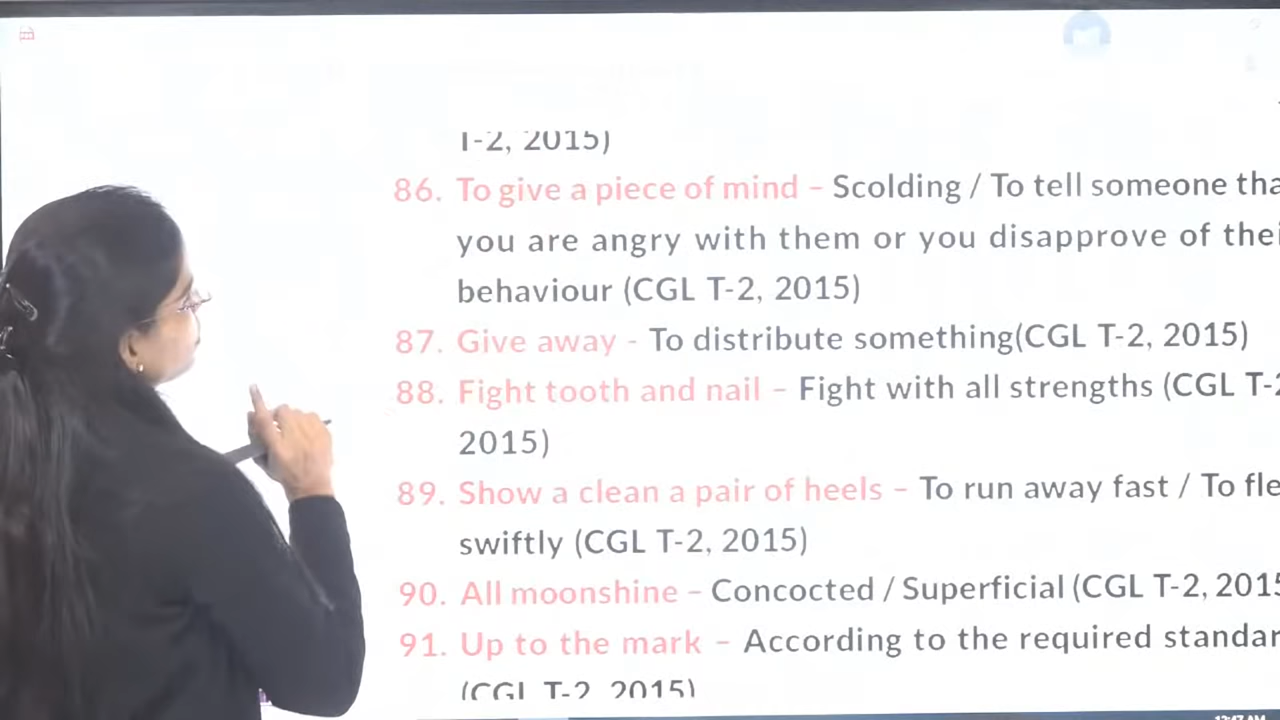 T-2, 2015)
86. To give a piece of mind – Scolding / To tell someone tha
you are angry with them or you disapprove of thei
behaviour (CGL T-2, 2015)
87. Give away - To distribute something(CGL T-2, 2015)
88. Fight tooth and nail – Fight with all strengths (CGL T-2
2015)
89. Show a clean a pair of heels – To run away fast / To fle
swiftly (CGL T-2, 2015)
90. All moonshine – Concocted / Superficial (CGL T-2, 2015
91. Up to the mark – According to the required standar
(CGL T-2, 2015)